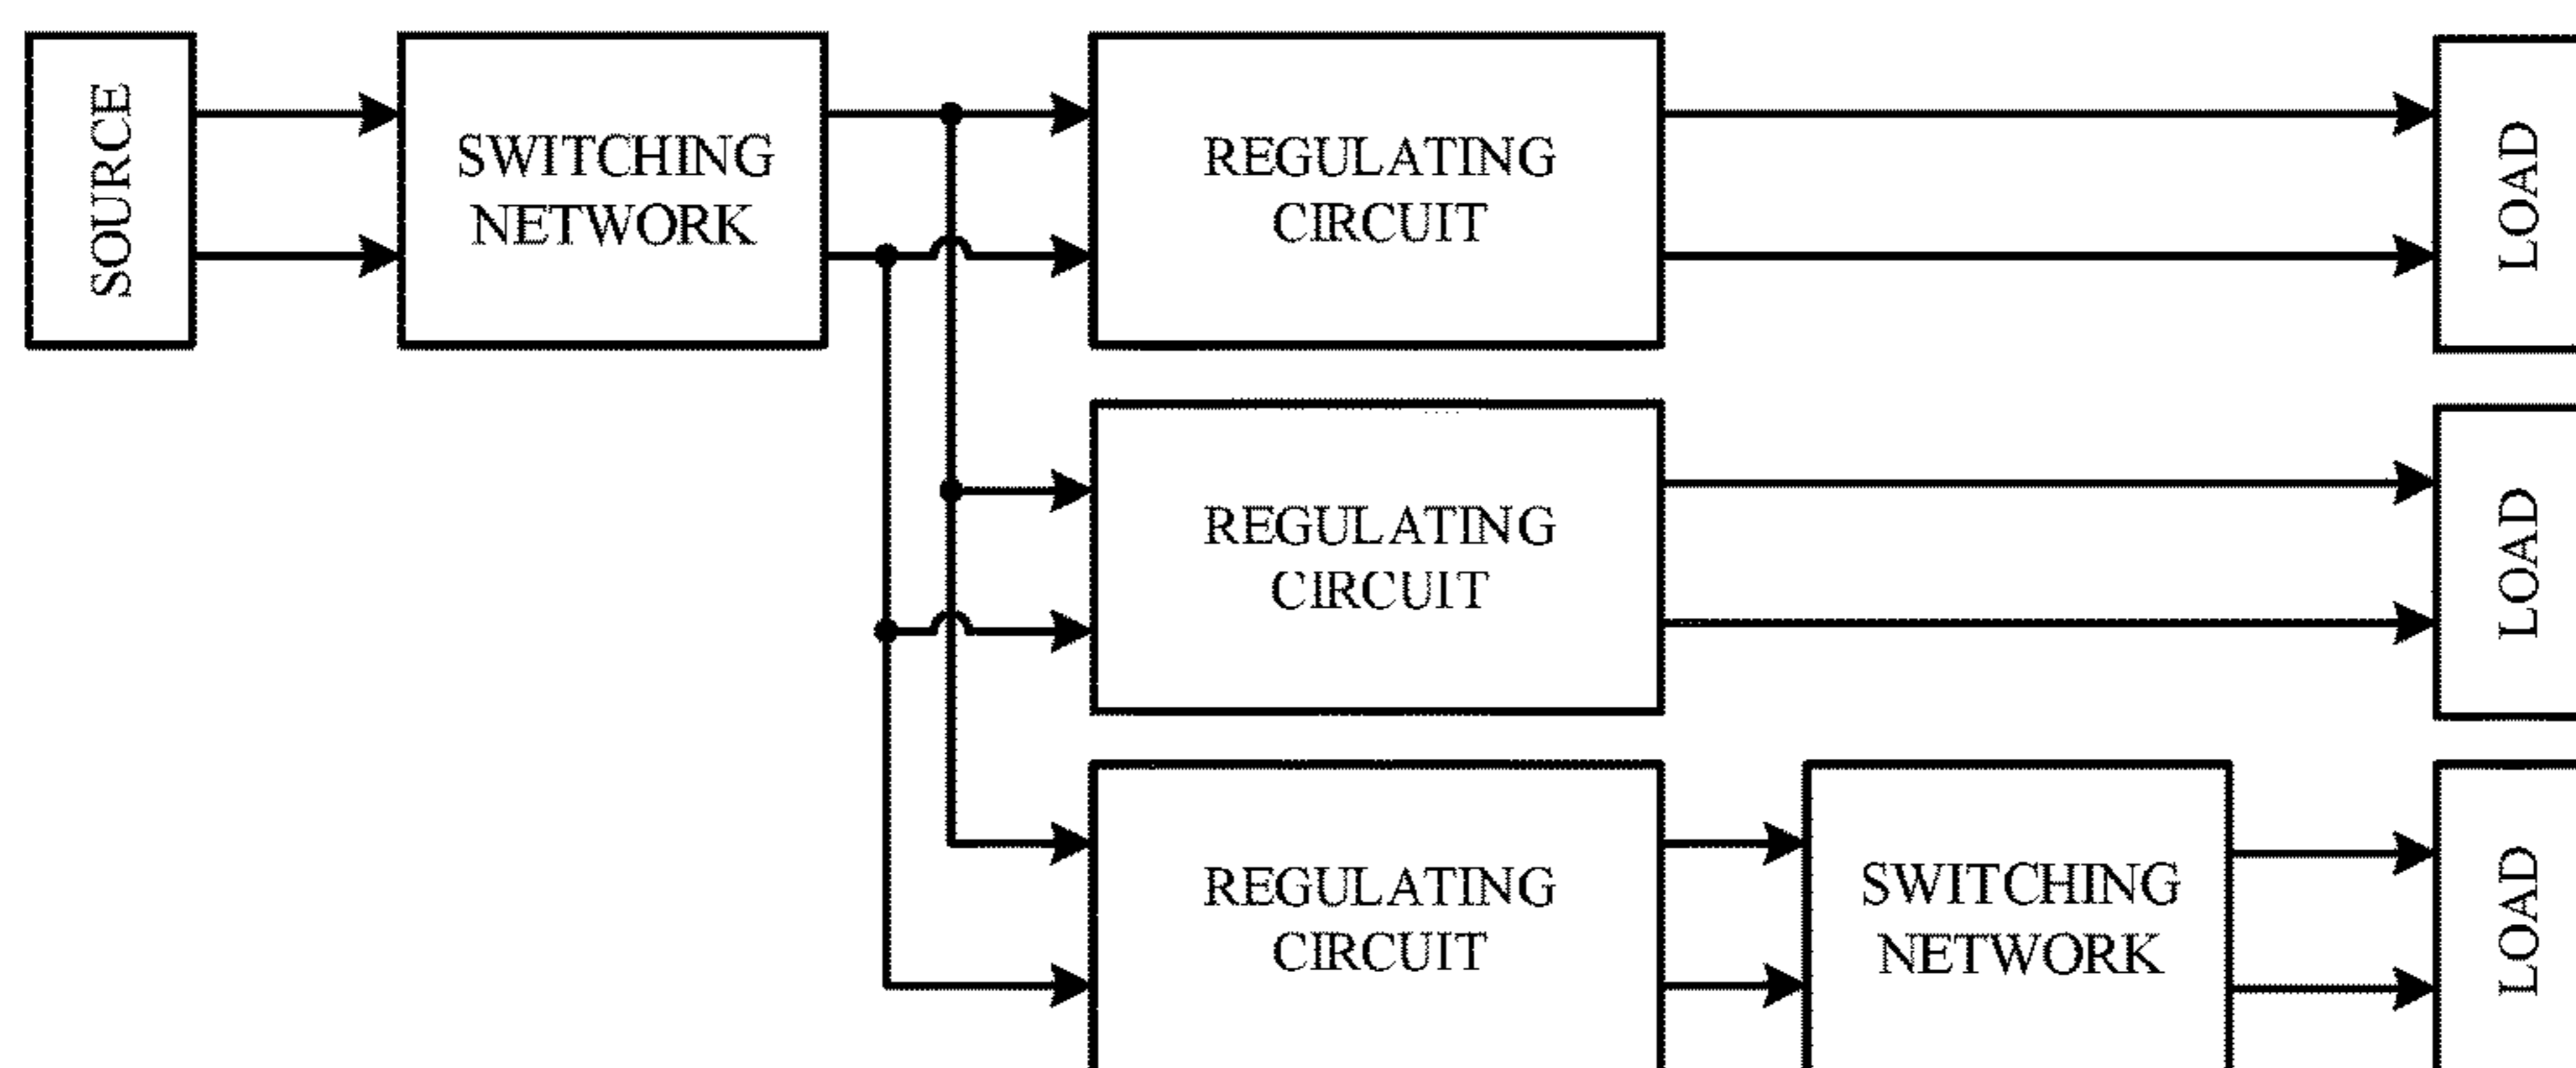 SOURCE
SWITCHING
NETWORK
REGULATING
CIRCUIT
LOAD
REGULATING
CIRCUIT
LOAD
REGULATING
CIRCUIT
SWITCHING
NETWORK
LOAD